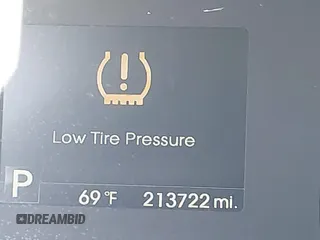 Low Tire Pressure
P 69 °F 213722 mi.
DREAMBID